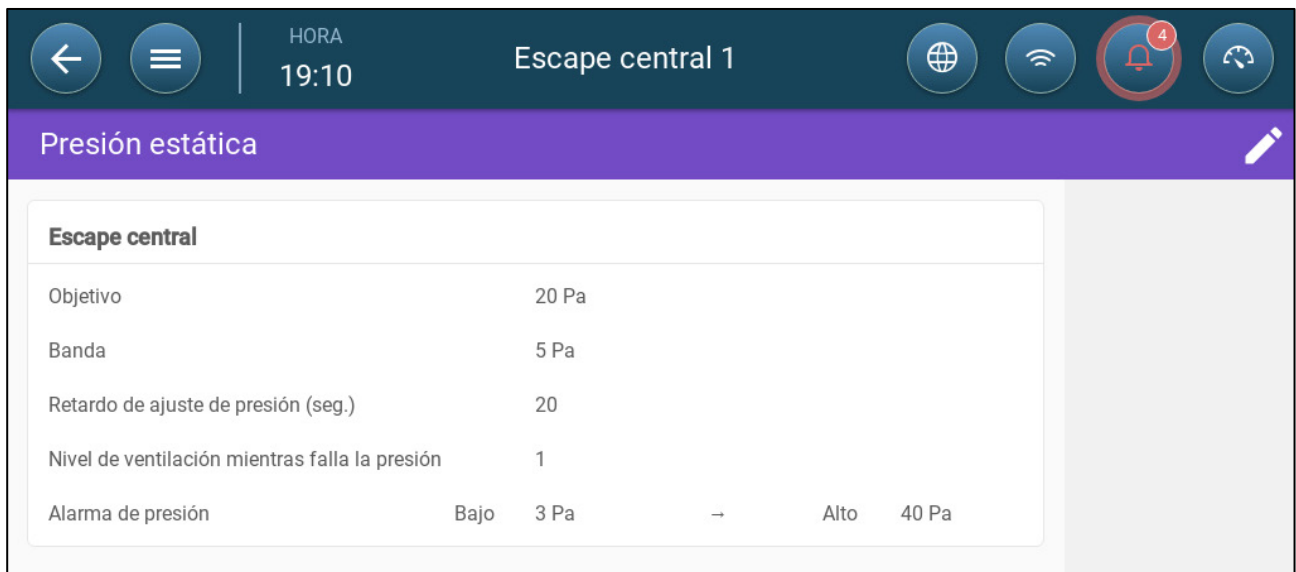 HORA
19:10
Escape central 1
4
Presión estática
Escape central
Objetivo 20 Pa
Banda 5 Pa
Retardo de ajuste de presión (seg.) 20
Nivel de ventilación mientras falla la presión 1
Alarma de presión Bajo 3 Pa → Alto 40 Pa